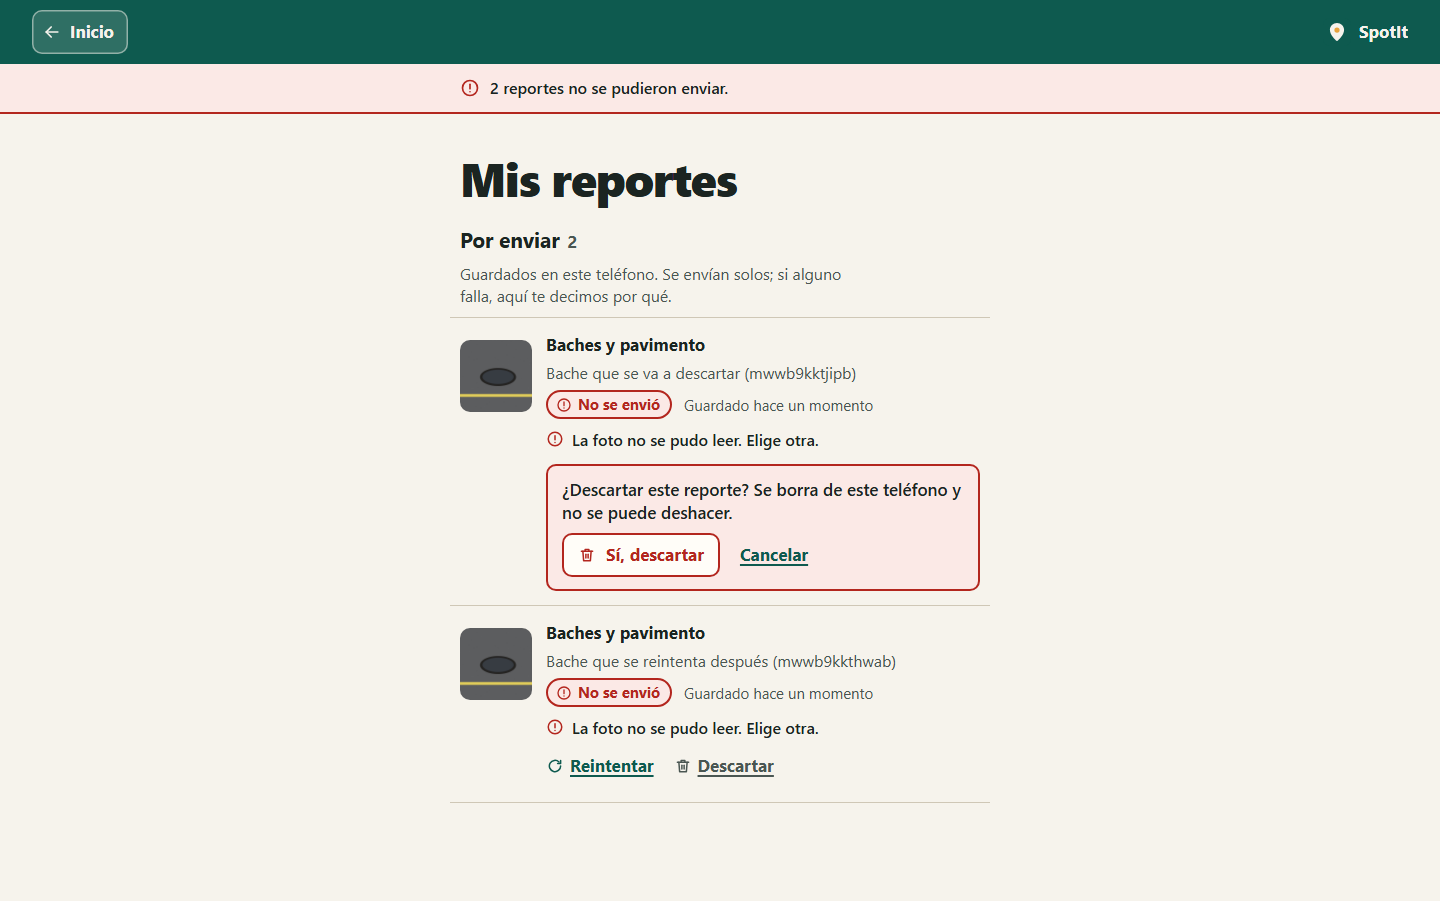 Inicio
SpotIt
2 reportes no se pudieron enviar.
Mis reportes
Por enviar 2
Guardados en este teléfono. Se envían solos; si alguno
falla, aquí te decimos por qué.
Baches y pavimento
Bache que se va a descartar (mwwb9kktjipb)
No se envió Guardado hace un momento
La foto no se pudo leer. Elige otra.
¿Descartar este reporte? Se borra de este teléfono y
no se puede deshacer.
Sí, descartar Cancelar
Baches y pavimento
Bache que se reintenta después (mwwb9kkthwab)
No se envió Guardado hace un momento
La foto no se pudo leer. Elige otra.
Reintentar Descartar